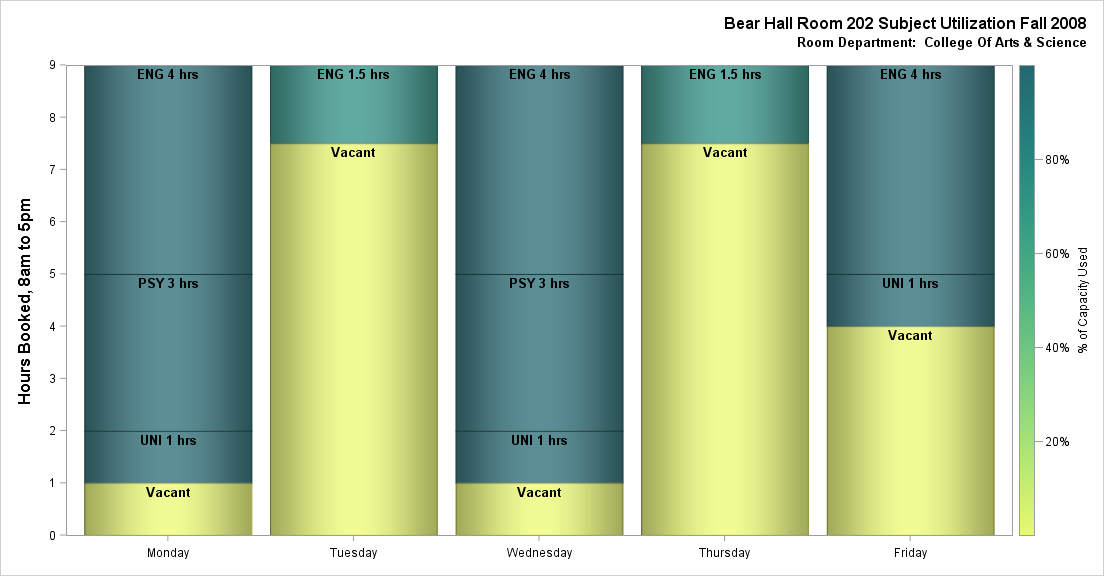 Bear Hall Room 202 Subject Utilization Fall 2008
Room Department:  College Of Arts & Science
Hours Booked, 8am to 5pm
9
8
7
6
5
4
3
2
1
0
ENG 4 hrs
PSY 3 hrs
UNI 1 hrs
Vacant
ENG 1.5 hrs
Vacant
ENG 4 hrs
PSY 3 hrs
UNI 1 hrs
Vacant
ENG 1.5 hrs
Vacant
ENG 4 hrs
UNI 1 hrs
Vacant
Monday
Tuesday
Wednesday
Thursday
Friday
80%
60%
40%
20%
% of Capacity Used